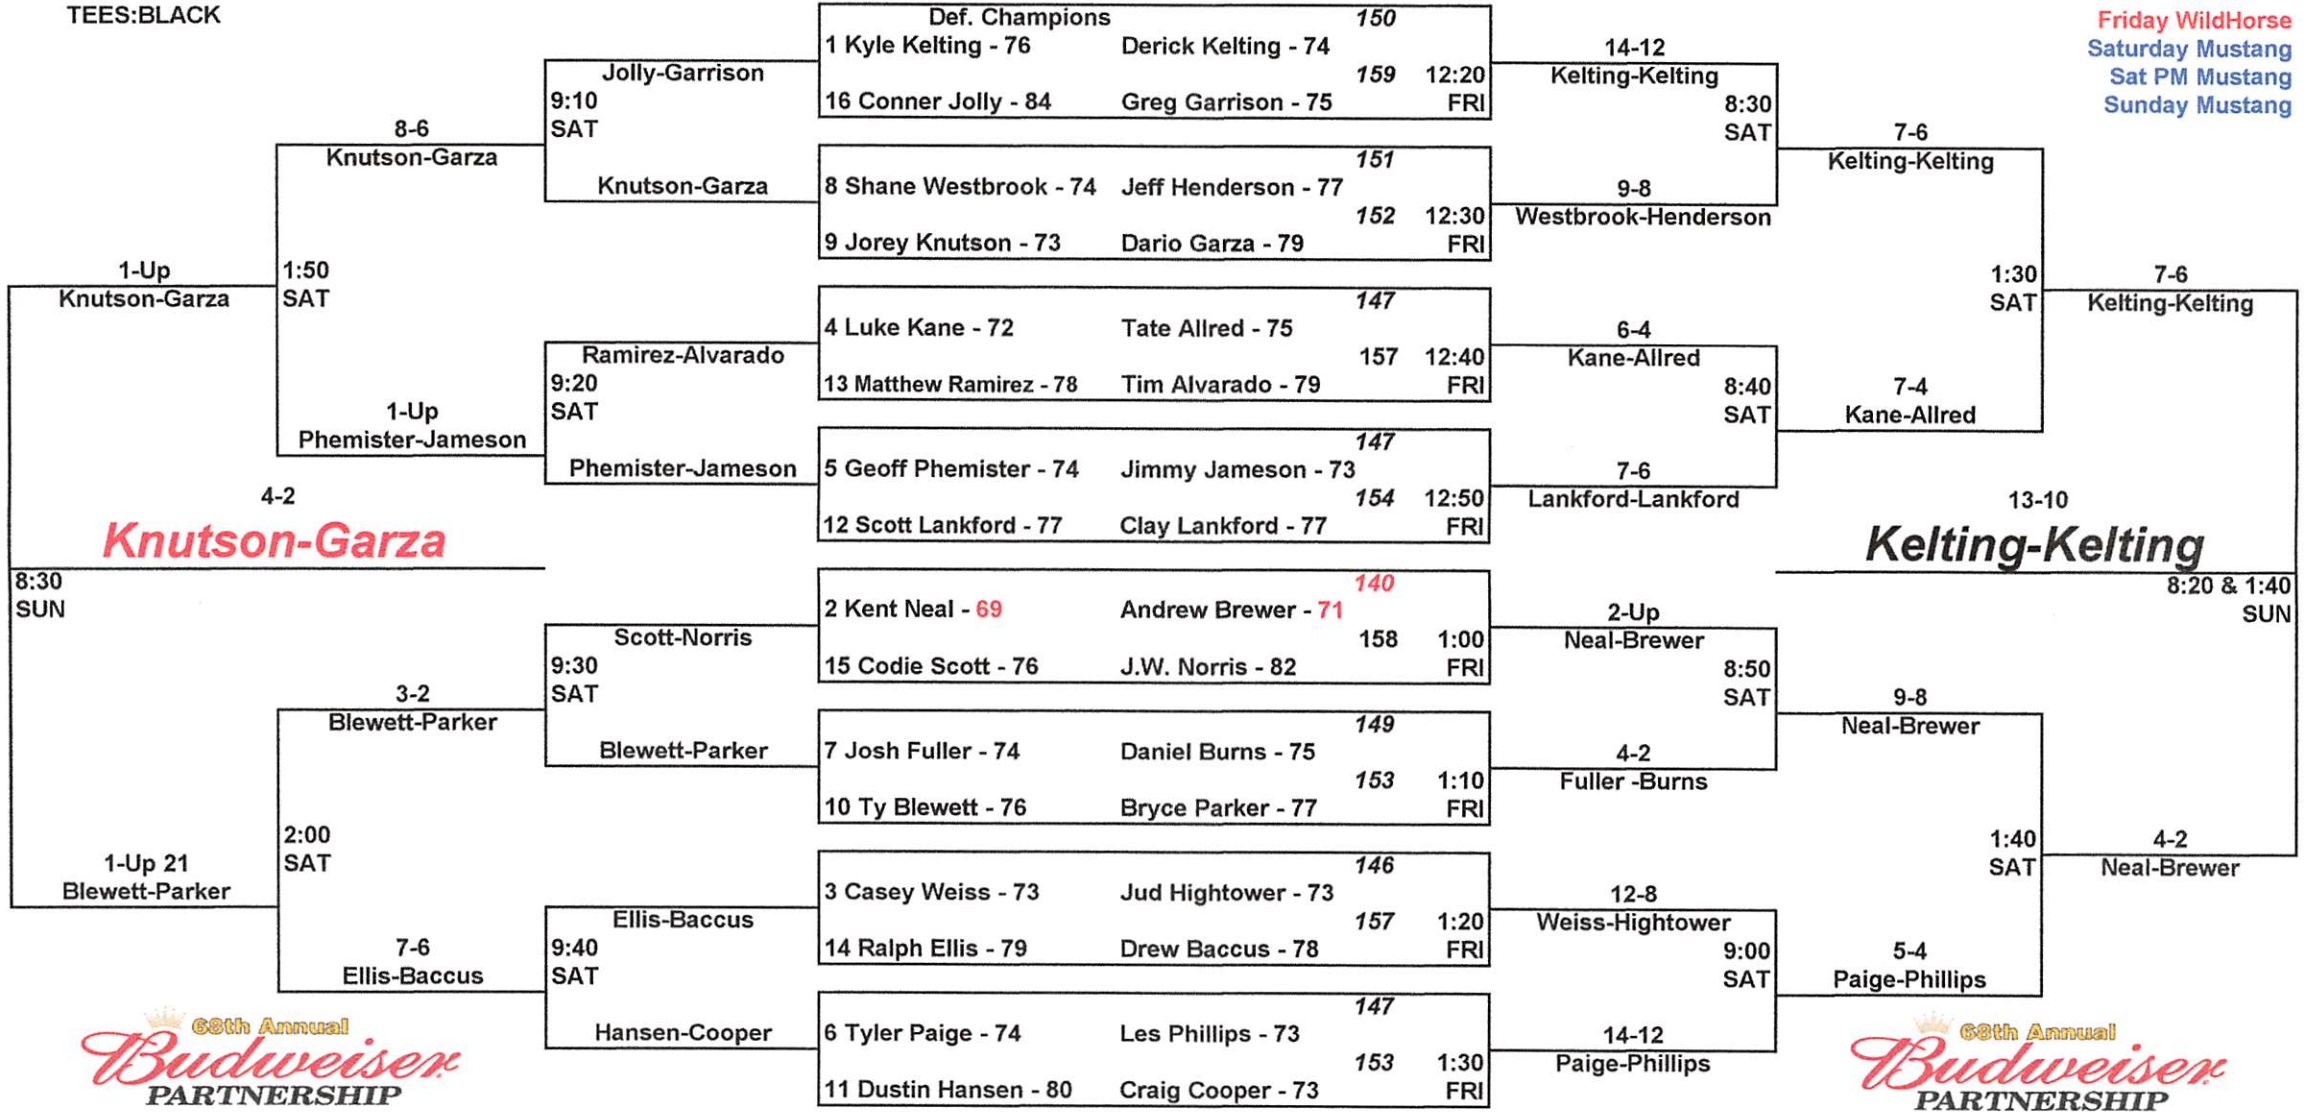 TEES:BLACK
Friday WildHorse
Saturday Mustang
Sat PM Mustang
Sunday Mustang
Def. Champions 150
1 Kyle Kelting - 76 Derick Kelting - 74
159 12:20
16 Conner Jolly - 84 Greg Garrison - 75 FRI
151
8 Shane Westbrook - 74 Jeff Henderson - 77
152 12:30
9 Jorey Knutson - 73 Dario Garza - 79 FRI
147
4 Luke Kane - 72 Tate Allred - 75
157 12:40
13 Matthew Ramirez - 78 Tim Alvarado - 79 FRI
147
5 Geoff Phemister - 74 Jimmy Jameson - 73
154 12:50
12 Scott Lankford - 77 Clay Lankford - 77 FRI
140
2 Kent Neal - 69 Andrew Brewer - 71
158 1:00
15 Codie Scott - 76 J.W. Norris - 82 FRI
149
7 Josh Fuller - 74 Daniel Burns - 75
153 1:10
10 Ty Blewett - 76 Bryce Parker - 77 FRI
146
3 Casey Weiss - 73 Jud Hightower - 73
157 1:20
14 Ralph Ellis - 79 Drew Baccus - 78 FRI
147
6 Tyler Paige - 74 Les Phillips - 73
153 1:30
11 Dustin Hansen - 80 Craig Cooper - 73 FRI
Jolly-Garrison
9:10
SAT
Knutson-Garza
Ramirez-Alvarado
9:20
SAT
Phemister-Jameson
Scott-Norris
9:30
SAT
Blewett-Parker
Ellis-Baccus
9:40
SAT
Hansen-Cooper
8-6
Knutson-Garza
1:50
SAT
1-Up
Phemister-Jameson
3-2
Blewett-Parker
2:00
SAT
7-6
Ellis-Baccus
1-Up
Knutson-Garza
4-2
Knutson-Garza
8:30
SUN
1-Up 21
Blewett-Parker
14-12
Kelting-Kelting
8:30
SAT
9-8
Westbrook-Henderson
6-4
Kane-Allred
8:40
SAT
7-6
Lankford-Lankford
2-Up
Neal-Brewer
8:50
SAT
4-2
Fuller -Burns
12-8
Weiss-Hightower
9:00
SAT
14-12
Paige-Phillips
7-6
Kelting-Kelting
1:30
SAT
7-4
Kane-Allred
9-8
Neal-Brewer
1:40
SAT
5-4
Paige-Phillips
7-6
Kelting-Kelting
13-10
Kelting-Kelting
8:20 & 1:40
SUN
4-2
Neal-Brewer
68th Annual
Budweiser
PARTNERSHIP
68th Annual
Budweiser
PARTNERSHIP